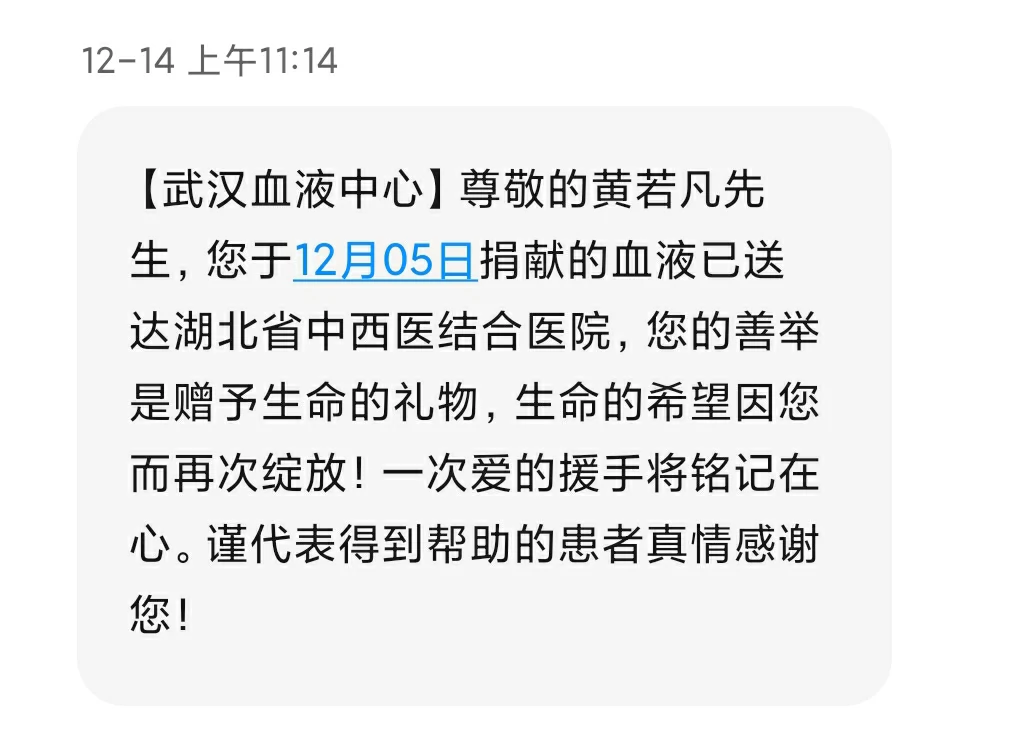 12-14 上午11:14
【武汉血液中心】尊敬的黄若凡先
生，您于12月05日捐献的血液已送
达湖北省中西医结合医院，您的善举
是赠予生命的礼物，生命的希望因您
而再次绽放！一次爱的援手将铭记在
心。谨代表得到帮助的患者真情感谢
您！